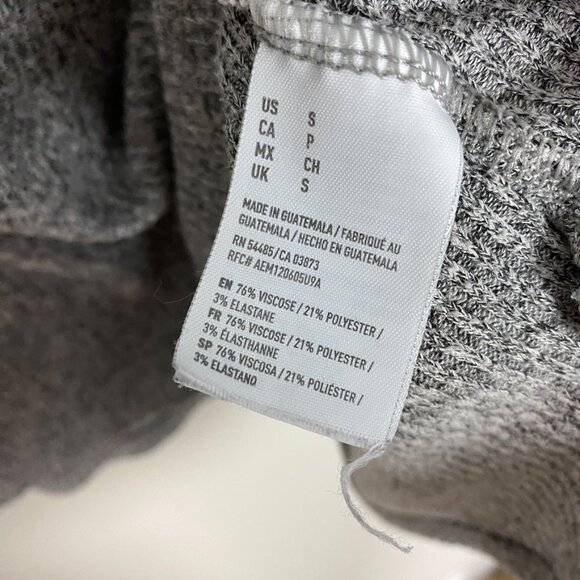 US S
CA P
MX CH
UK S
MADE IN GUATEMALA / FABRIQUÉ AU
GUATEMALA / HECHO EN GUATEMALA
RN 54485/CA 03873
RFC# AEM120605U9A
EN 76% VISCOSE / 21% POLYESTER /
3% ELASTANE
FR 76% VISCOSE / 21% POLYESTER /
3% ÉLASTHANNE
SP 76% VISCOSA / 21% POLIÉSTER /
3% ELASTANO